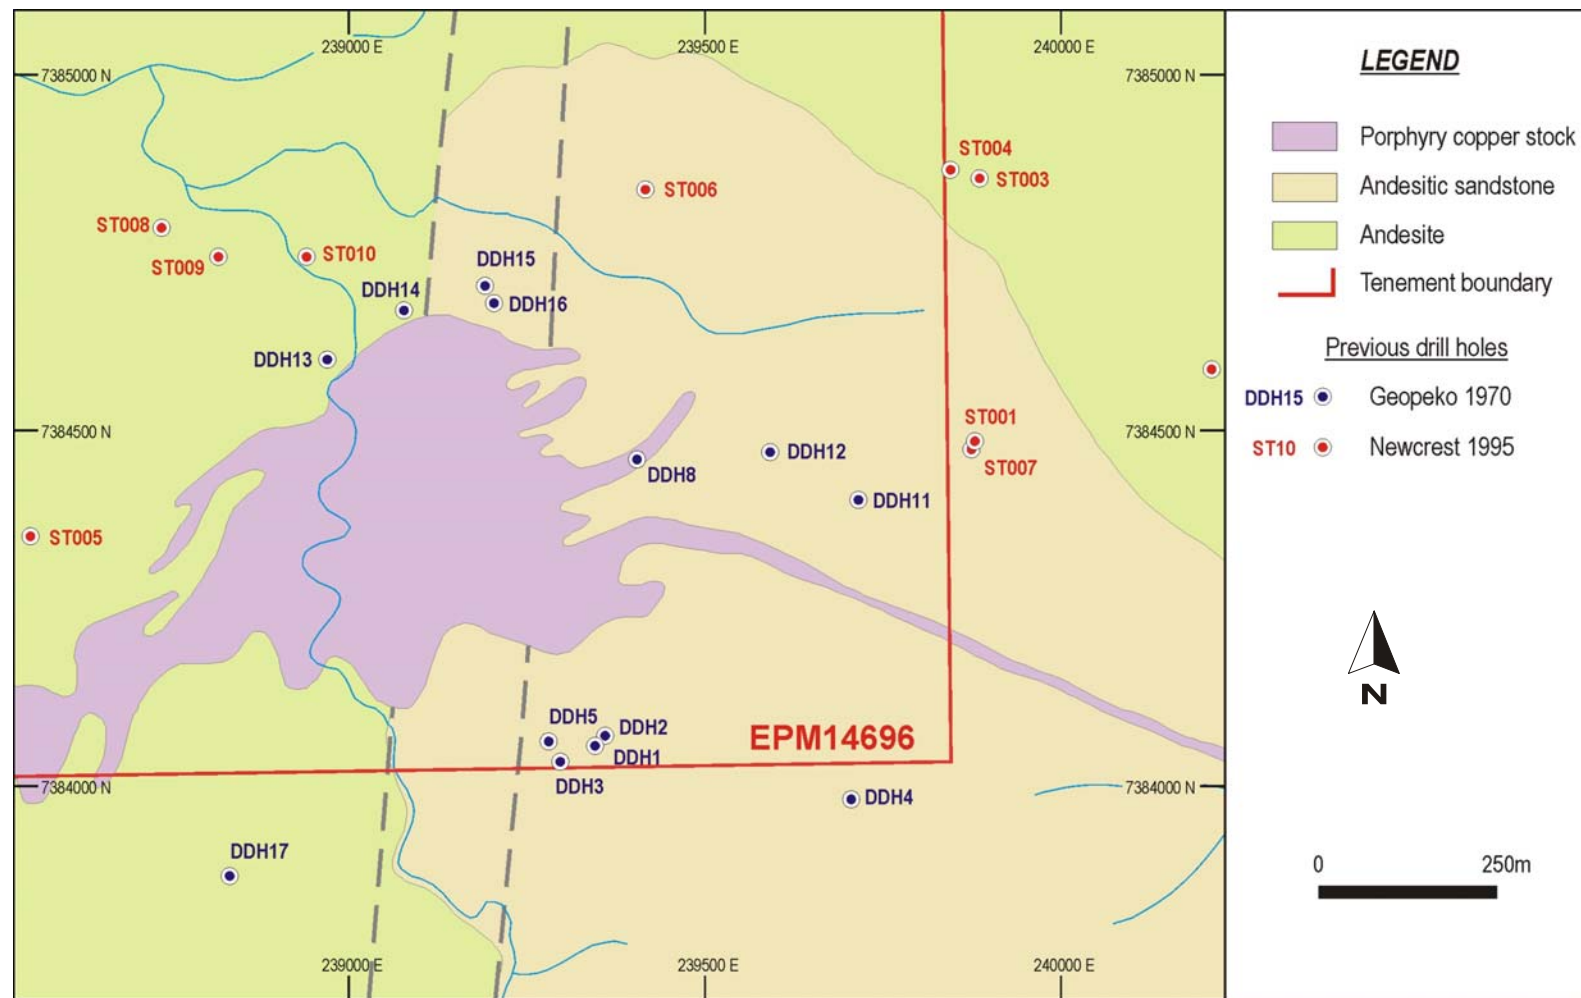 239000 E
239500 E
240000 E
7385000 N
7385000 N
LEGEND
Porphyry copper stock
Andesitic sandstone
Andesite
Tenement boundary
Previous drill holes
DDH15 Geopeko 1970
ST10 Newcrest 1995
ST004
ST003
ST006
ST008
ST009
ST010
DDH15
DDH14
DDH16
DDH13
7384500 N
7384500 N
ST001
DDH12
ST007
DDH8
DDH11
ST005
N
DDH5
DDH2
EPM14696
DDH1
DDH3
7384000 N
7384000 N
DDH4
DDH17
0 250m
239000 E
239500 E
240000 E